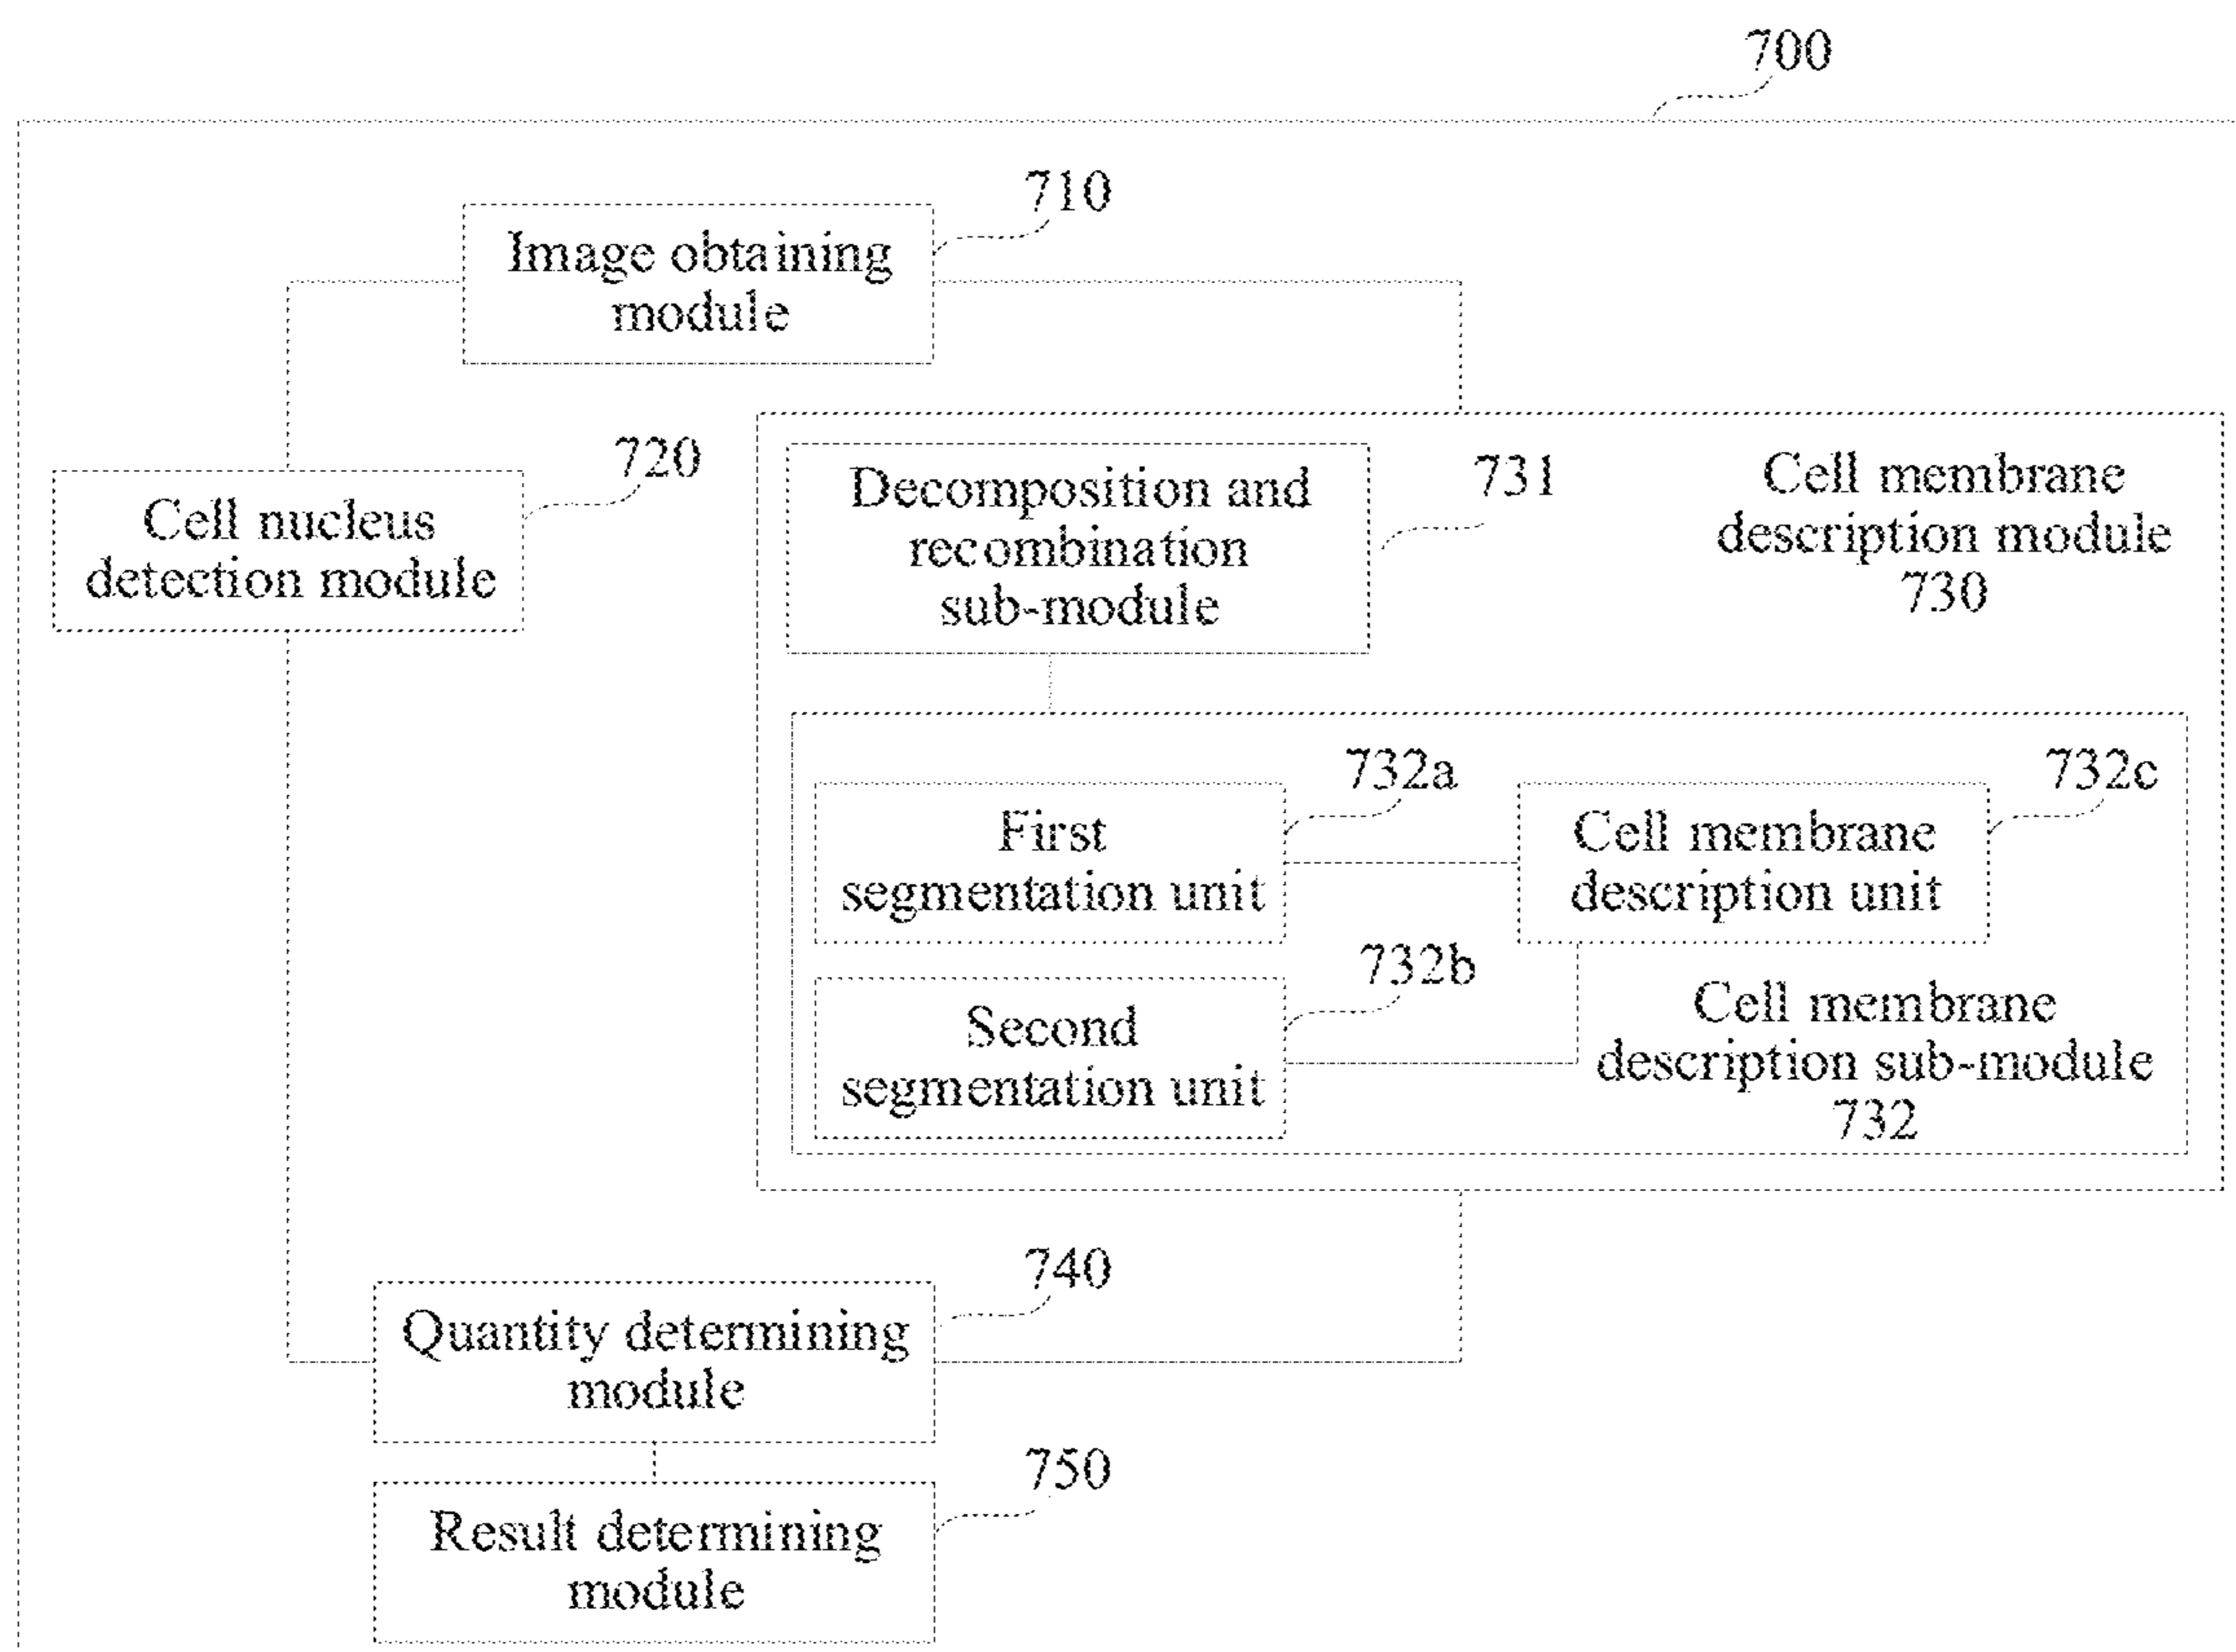 700
710
Image obtaining
module
720
Cell nucleus
detection module
731
Decomposition and
recombination
sub-module
Cell membrane
description module
730
732a
First
segmentation unit
732c
Cell membrane
description unit
732b
Second
segmentation unit
Cell membrane
description sub-module
732
740
Quantity determining
module
750
Result determining
module